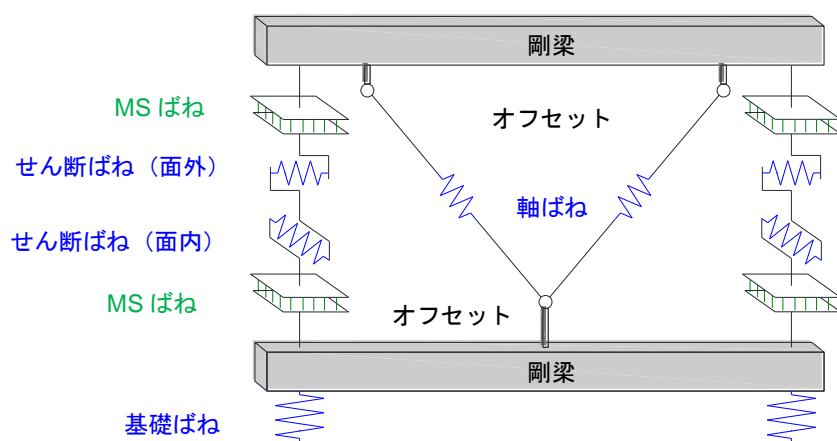 剛梁
MS ばね
オフセット
せん断ばね（面外）
軸ばね
せん断ばね（面内）
MS ばね
オフセット
剛梁
基礎ばね